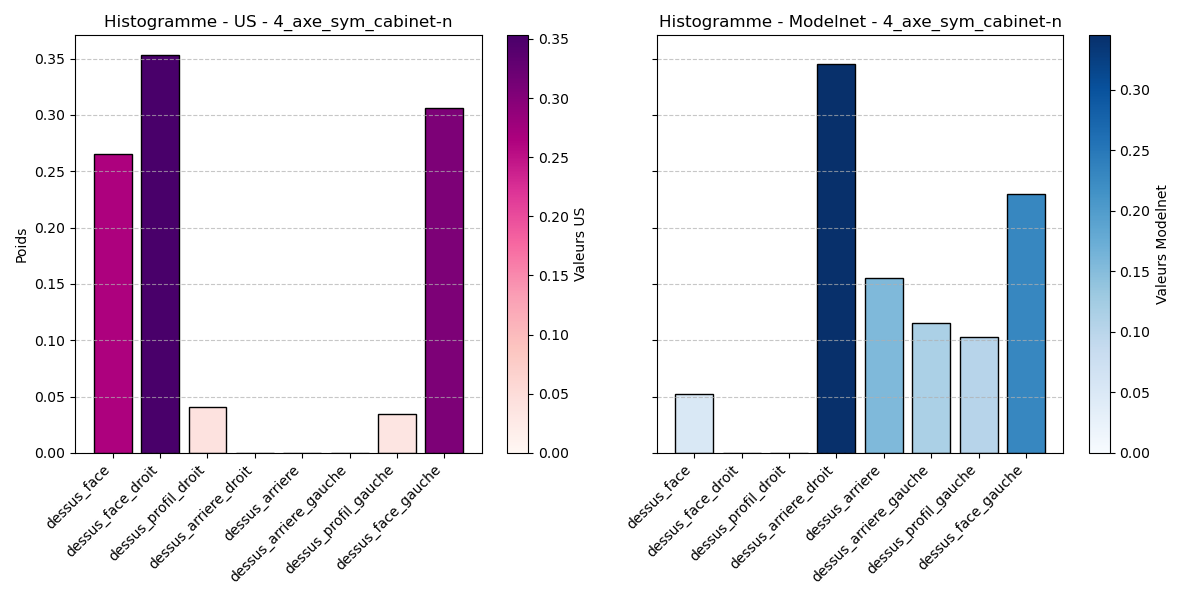 Histogramme - US - 4_axe_sym_cabinet-n
Poids
0.35
0.30
0.25
0.20
0.15
0.10
0.05
0.00
dessus_face
dessus_face_droit
dessus_profil_droit
dessus_arriere_droit
dessus_arriere
dessus_arriere_gauche
dessus_profil_gauche
dessus_face_gauche
0.35
0.30
0.25
0.20
0.15
0.10
0.05
0.00
Valeurs US
Histogramme - Modelnet - 4_axe_sym_cabinet-n
dessus_face
dessus_face_droit
dessus_profil_droit
dessus_arriere_droit
dessus_arriere
dessus_arriere_gauche
dessus_profil_gauche
dessus_face_gauche
0.30
0.25
0.20
0.15
0.10
0.05
0.00
Valeurs Modelnet